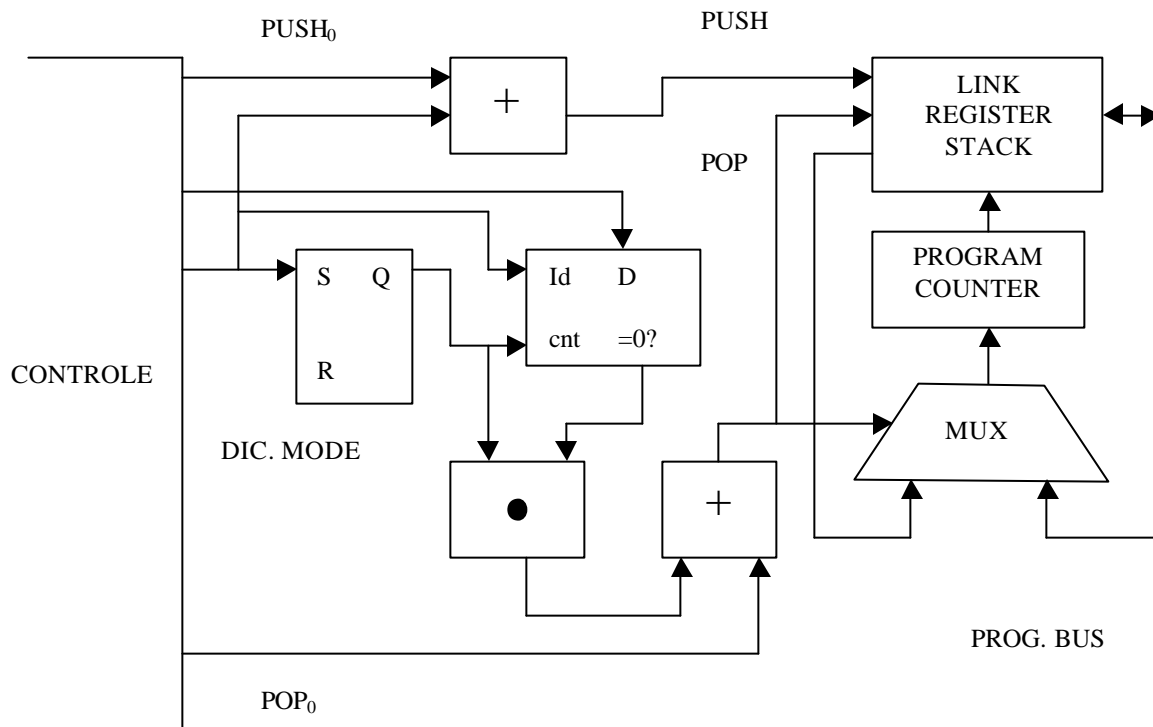 PUSH₀
PUSH
+
LINK
REGISTER
STACK
POP
PROGRAM
COUNTER
S Q
R
Id D
cnt =0?
CONTROLE
DIC. MODE
MUX
+
PROG. BUS
POP₀